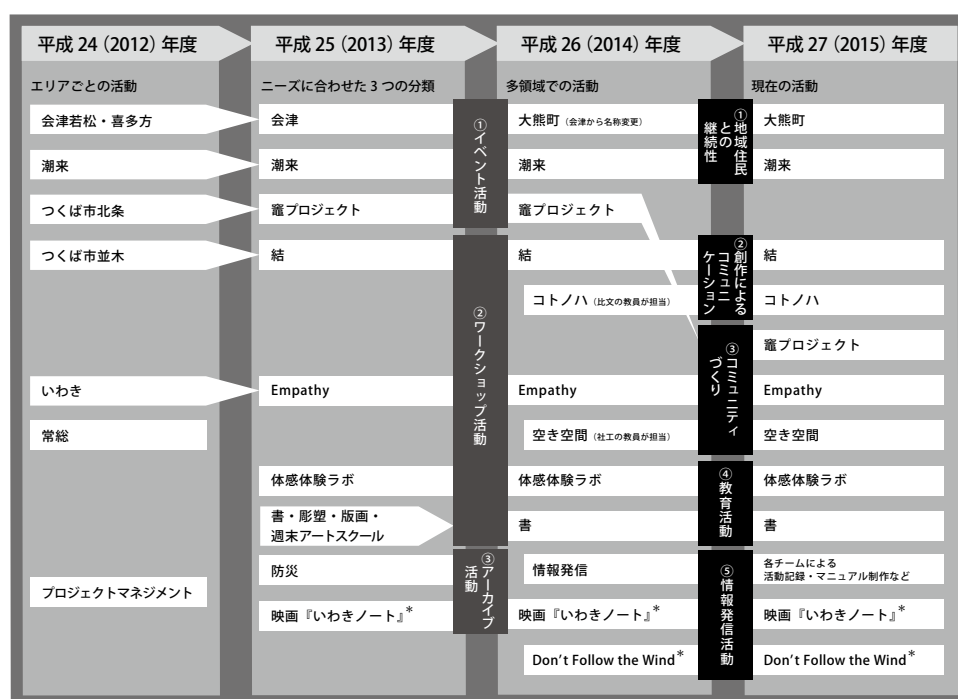 平成 24（2012）年度
エリアごとの活動
会津若松・喜多方
潮来
つくば市北条
つくば市並木
いわき
常総
プロジェクトマネジメント
平成 25（2013）年度
ニーズに合わせた 3 つの分類
会津
潮来
竈プロジェクト
結
Empathy
体感体験ラボ
書・彫塑・版画・
週末アートスクール
防災
映画『いわきノート』*
①イベント活動
②ワークショップ活動
③アーカイブ
活動
平成 26（2014）年度
多領域での活動
大熊町（会津から名称変更）
潮来
竈プロジェクト
結
コトノハ（比文の教員が担当）
Empathy
空き空間（社工の教員が担当）
体感体験ラボ
書
情報発信
映画『いわきノート』*
Don't Follow the Wind*
①地域住民
との
継続性
②創作による
コミュニ
ケーション
③コミュニティ
づくり
④教育活動
⑤情報発信活動
平成 27（2015）年度
現在の活動
大熊町
潮来
結
コトノハ
竈プロジェクト
Empathy
空き空間
体感体験ラボ
書
各チームによる
活動記録・マニュアル制作など
映画『いわきノート』*
Don't Follow the Wind*